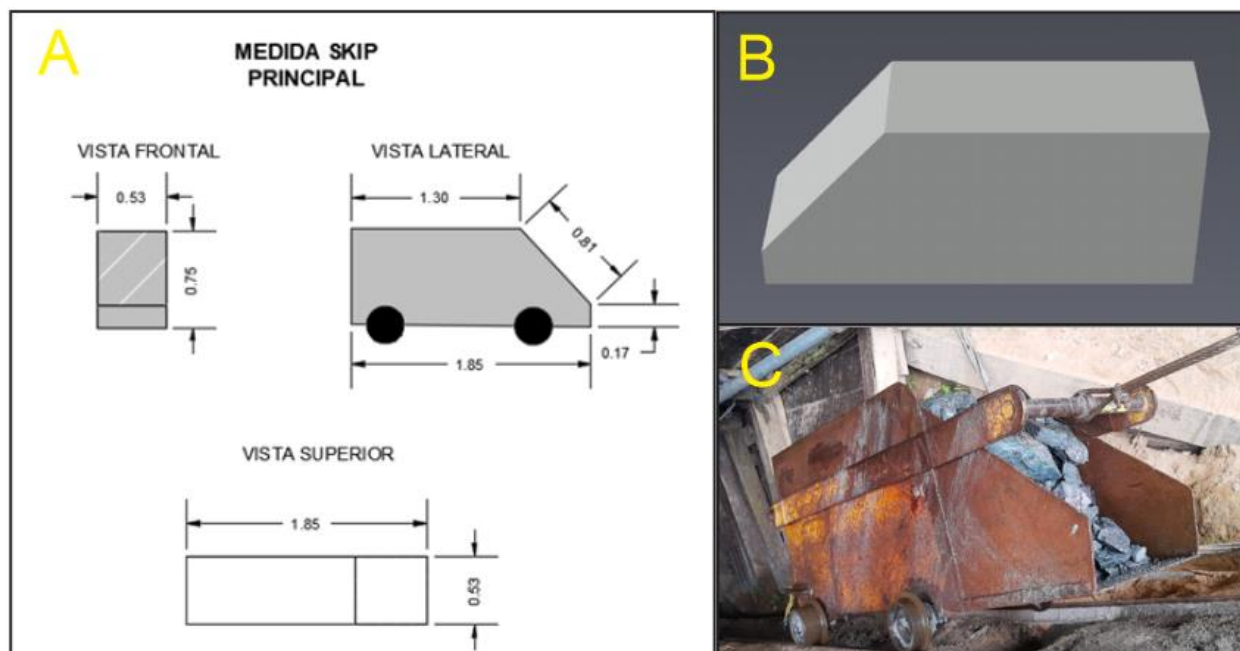 A
MEDIDA SKIP
PRINCIPAL
VISTA FRONTAL
0.53
0.75
VISTA LATERAL
1.30
0.81
0.17
1.85
VISTA SUPERIOR
1.85
0.53
B
C